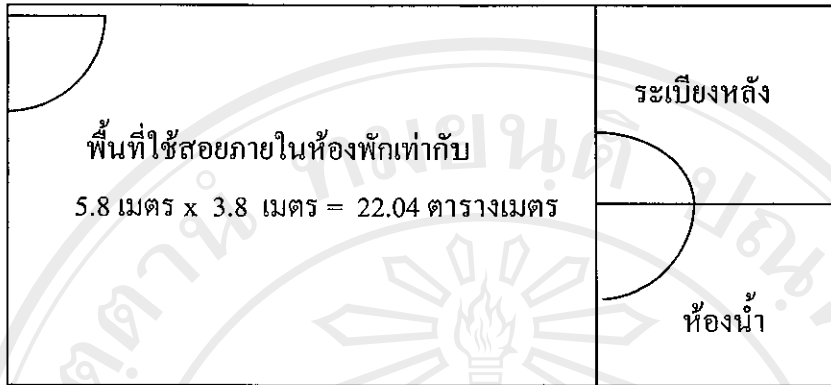 ระเบียงหลัง
พื้นที่ใช้สอยภายในห้องพักเท่ากับ
5.8 เมตร x 3.8 เมตร = 22.04 ตารางเมตร
ห้องน้ำ